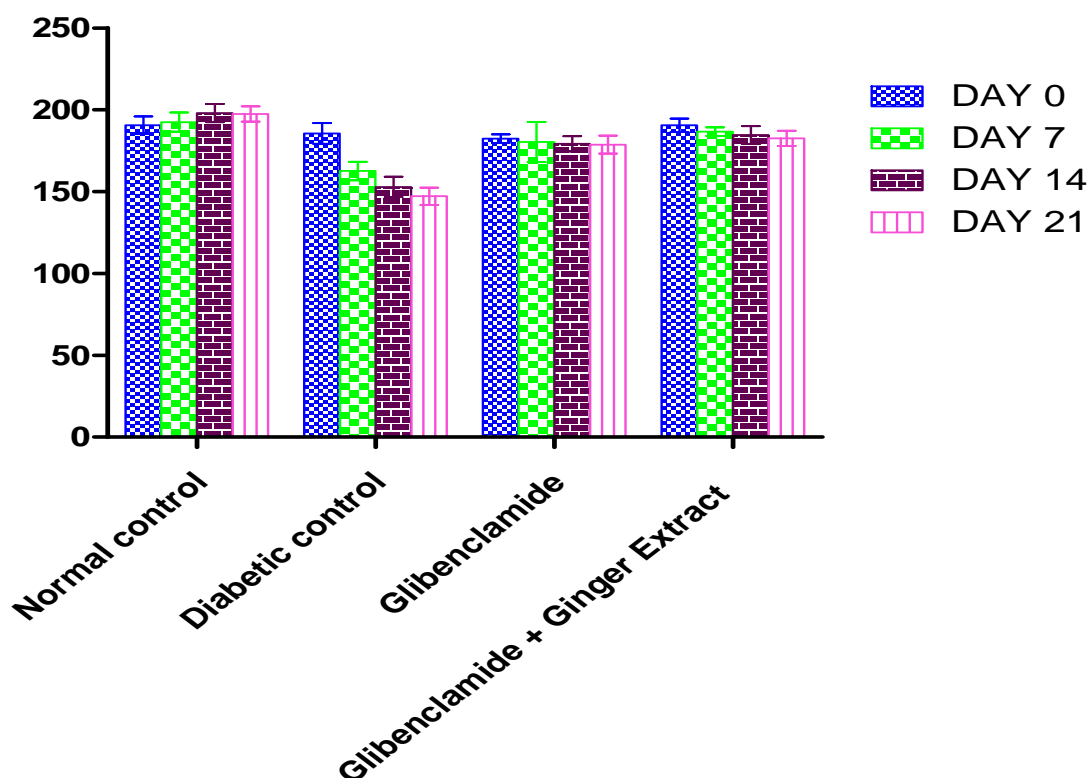 250
200
150
100
50
0
DAY 0
DAY 7
DAY 14
DAY 21
Normal control
Diabetic control
Glibenclamide
Glibenclamide + Ginger Extract